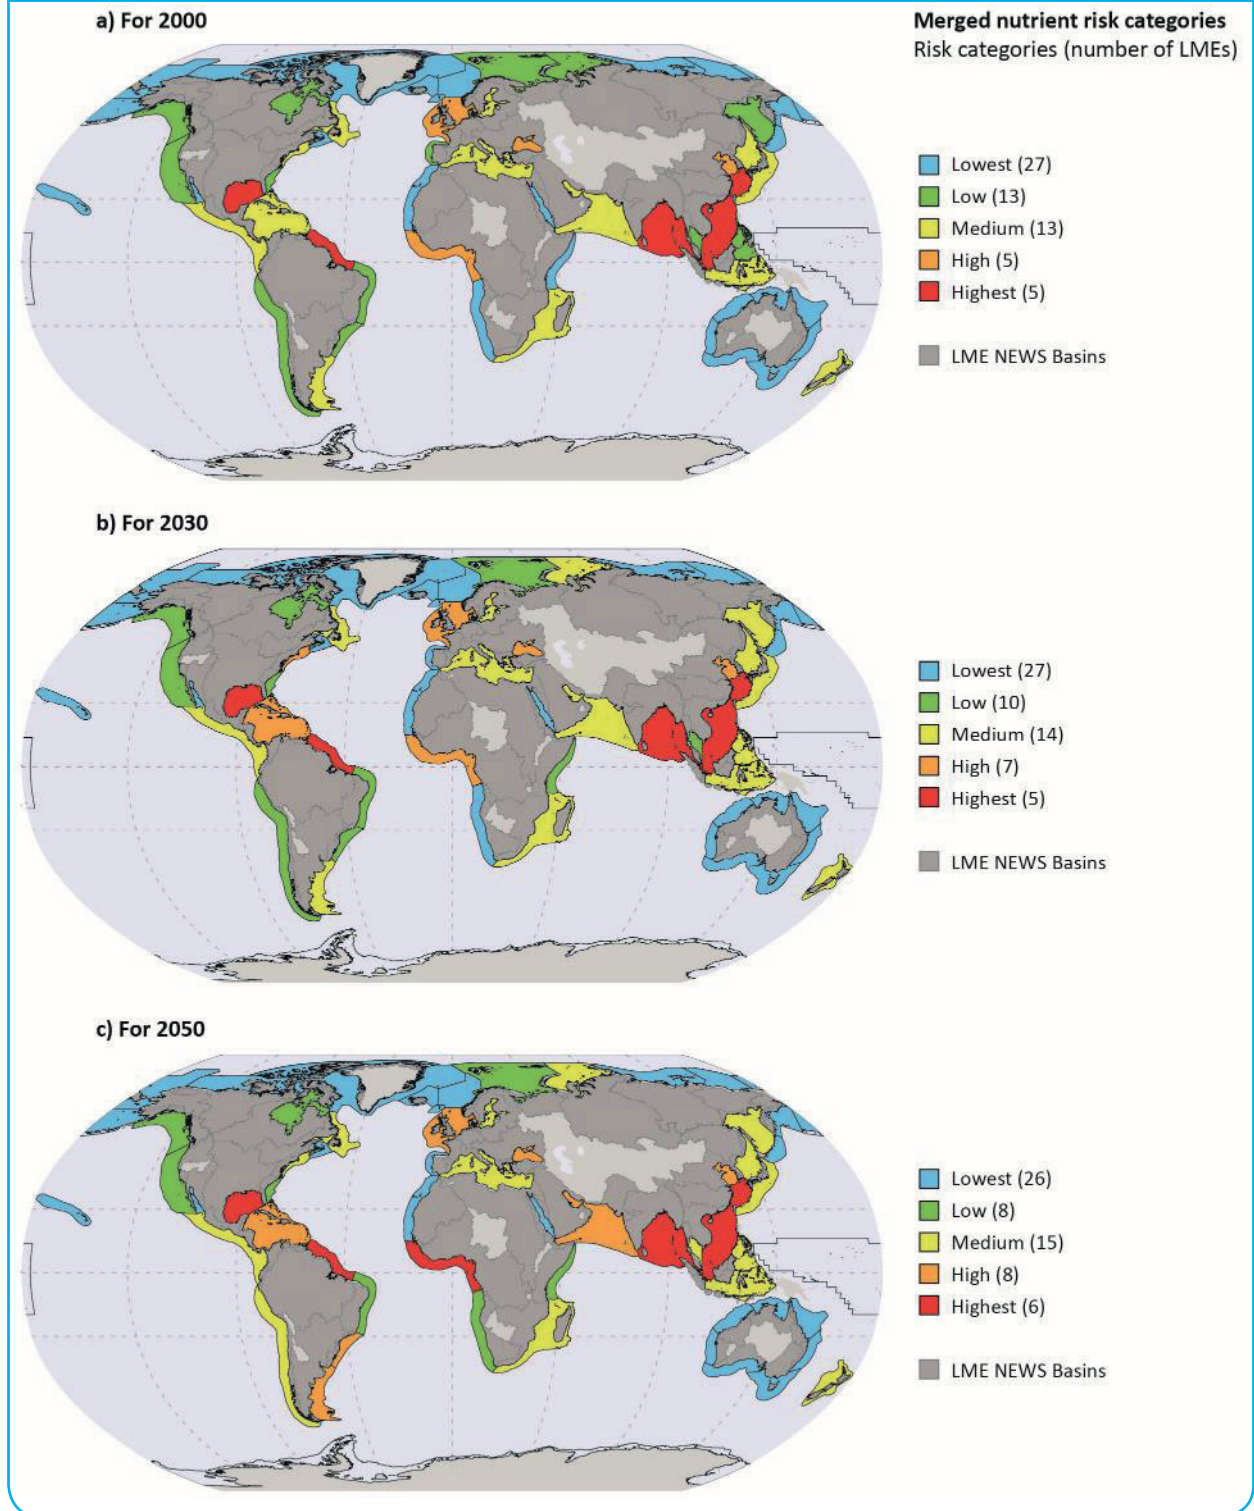 a) For 2000
Merged nutrient risk categories
Risk categories (number of LMEs)
Lowest (27)
Low (13)
Medium (13)
High (5)
Highest (5)
LME NEWS Basins
b) For 2030
Lowest (27)
Low (10)
Medium (14)
High (7)
Highest (5)
LME NEWS Basins
c) For 2050
Lowest (26)
Low (8)
Medium (15)
High (8)
Highest (6)
LME NEWS Basins